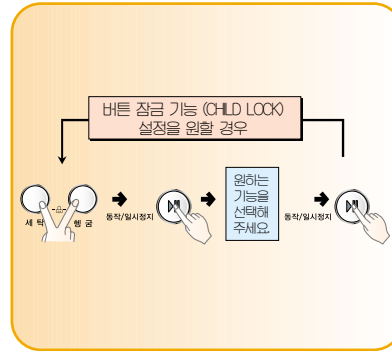 버튼 잠금 기능 (CHILD LOCK)
설정을 원할 경우
원하는
기능을
선택해
주세요.
세 탁
헹 굼
동작/일시정지
동작/일시정지